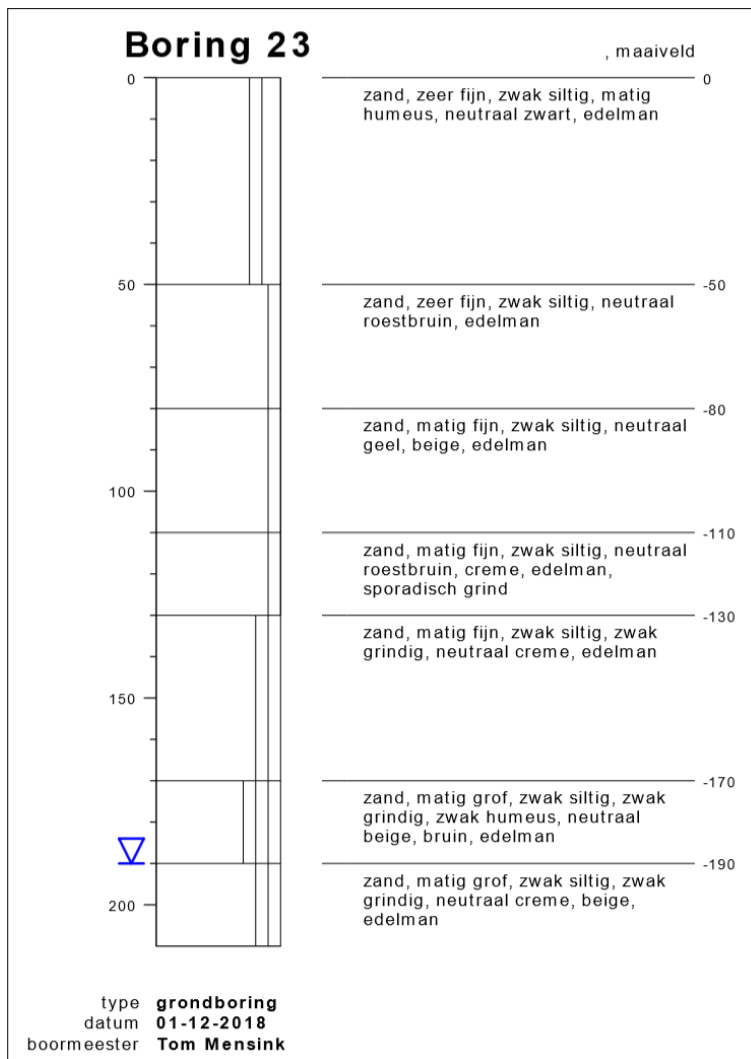 Boring 23
, maaiveld
0
0
zand, zeer fijn, zwak siltig, matig
humeus, neutraal zwart, edelman
50
-50
zand, zeer fijn, zwak siltig, neutraal
roestbruin, edelman
-80
zand, matig fijn, zwak siltig, neutraal
geel, beige, edelman
100
-110
zand, matig fijn, zwak siltig, neutraal
roestbruin, creme, edelman,
sporadisch grind
-130
zand, matig fijn, zwak siltig, zwak
grindig, neutraal creme, edelman
150
-170
zand, matig grof, zwak siltig, zwak
grindig, zwak humeus, neutraal
beige, bruin, edelman
-190
zand, matig grof, zwak siltig, zwak
grindig, neutraal creme, beige,
edelman
200
type grondboring
datum 01-12-2018
boormeester Tom Mensink